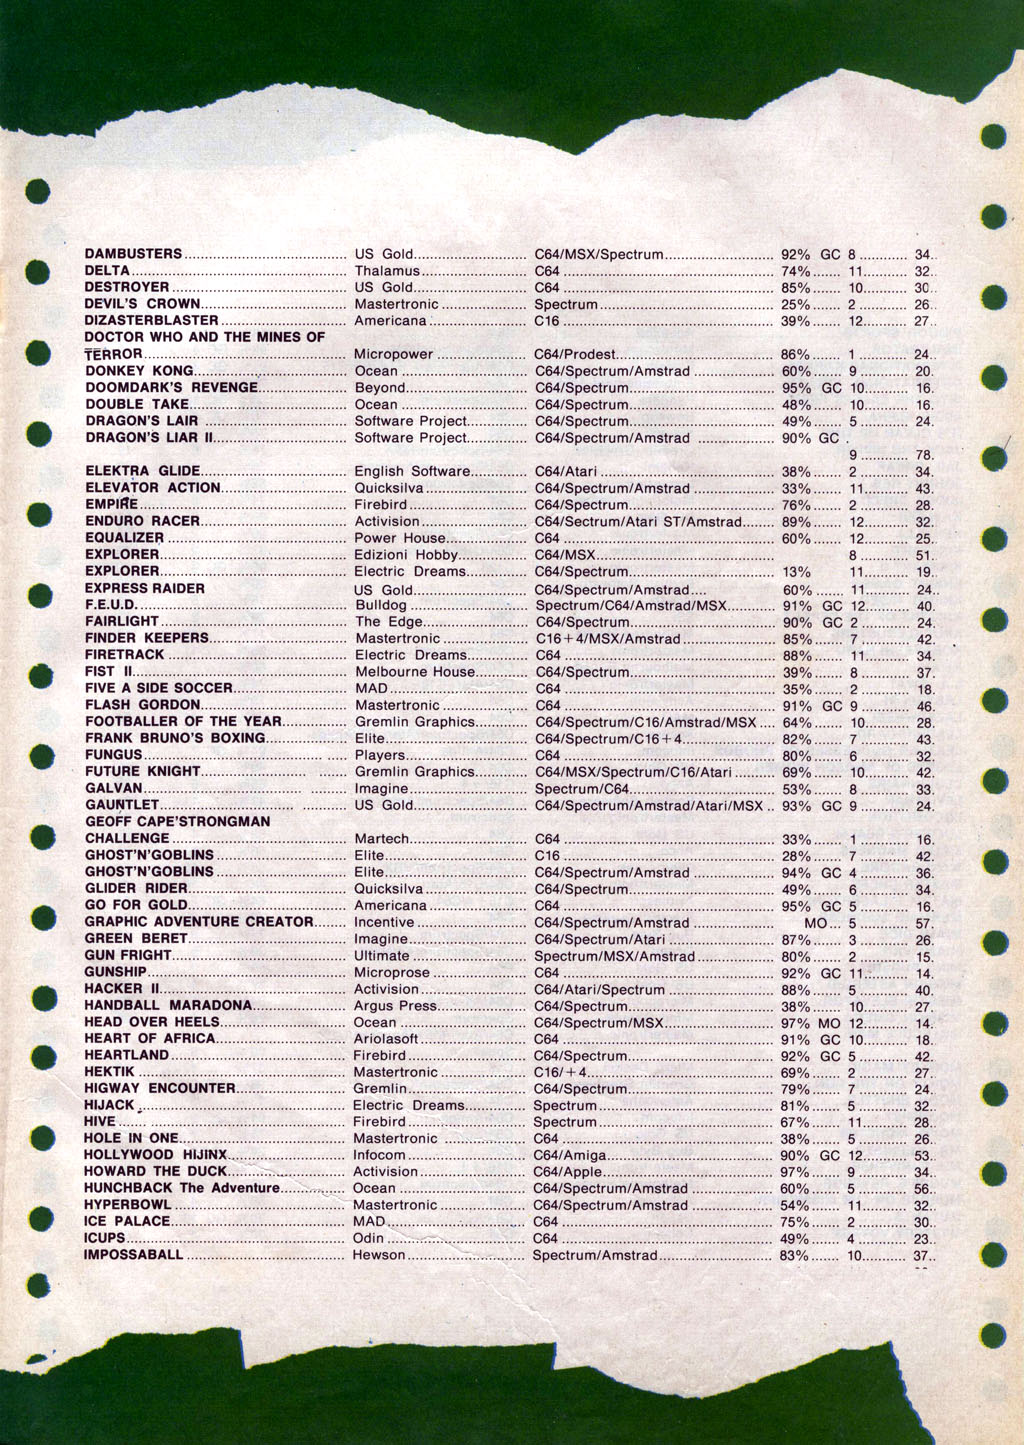 DAMBUSTERS ... US Gold ... C64/MSX/Spectrum ... 92% GC 8 ... 34.
DELTA ... Thalamus ... C64 ... 74% ... 11 ... 32.
DESTROYER ... US Gold ... C64 ... 85% ... 10 ... 30
DEVIL'S CROWN ... Mastertronic ... Spectrum ... 25% ... 2 ... 26.
DIZASTERBLASTER ... Americana ... C16 ... 39% ... 12 ... 27.
DOCTOR WHO AND THE MINES OF
TERROR ... Micropower ... C64/Prodest ... 86% ... 1 ... 24.
DONKEY KONG ... Ocean ... C64/Spectrum/Amstrad ... 60% ... 9 ... 20.
DOOMDARK'S REVENGE ... Beyond ... C64/Spectrum ... 95% GC 10 ... 16.
DOUBLE TAKE ... Ocean ... C64/Spectrum ... 48% ... 10 ... 16.
DRAGON'S LAIR ... Software Project ... C64/Spectrum ... 49% ... 5 ... 24.
DRAGON'S LIAR II ... Software Project ... C64/Spectrum/Amstrad ... 90% GC .
9 ... 78.
ELEKTRA GLIDE ... English Software ... C64/Atari ... 38% ... 2 ... 34.
ELEVATOR ACTION ... Quicksilva ... C64/Spectrum/Amstrad ... 33% ... 11 ... 43.
EMPIRE ... Firebird ... C64/Spectrum ... 76% ... 2 ... 28.
ENDURO RACER ... Activision ... C64/Sectrum/Atari ST/Amstrad ... 89% ... 12 ... 32.
EQUALIZER ... Power House ... C64 ... 60% ... 12 ... 25.
EXPLORER ... Edizioni Hobby ... C64/MSX ... 8 ... 51.
EXPLORER ... Electric Dreams ... C64/Spectrum ... 13% 11 ... 19.
EXPRESS RAIDER US Gold ... C64/Spectrum/Amstrad .... 60% ... 11 ... 24.
F.E.U.D. ... Bulldog ... Spectrum/C64/Amstrad/MSX ... 91% GC 12 ... 40.
FAIRLIGHT ... The Edge ... C64/Spectrum ... 90% GC 2 ... 24.
FINDER KEEPERS ... Mastertronic ... C16+4/MSX/Amstrad ... 85% ... 7 ... 42.
FIRETRACK ... Electric Dreams ... C64 ... 88% ... 11 ... 34.
FIST II ... Melbourne House ... C64/Spectrum ... 39% ... 8 ... 37.
FIVE A SIDE SOCCER ... MAD ... C64 ... 35% ... 2 ... 18.
FLASH GORDON ... Mastertronic ... C64 ... 91% GC 9 ... 46.
FOOTBALLER OF THE YEAR ... Gremlin Graphics ... C64/Spectrum/C16/Amstrad/MSX .... 64% ... 10 ... 28.
FRANK BRUNO'S BOXING ... Elite ... C64/Spectrum/C16+4 ... 82% ... 7 ... 43.
FUNGUS ... Players ... C64 ... 80% ... 6 ... 32.
FUTURE KNIGHT ... Gremlin Graphics ... C64/MSX/Spectrum/C16/Atari ... 69% ... 10 ... 42.
GALVAN ... Imagine ... Spectrum/C64 ... 53% ... 8 ... 33.
GAUNTLET ... US Gold ... C64/Spectrum/Amstrad/Atari/MSX .. 93% GC 9 ... 24.
GEOFF CAPE'STRONGMAN
CHALLENGE ... Martech ... C64 ... 33% ... 1 ... 16.
GHOST'N'GOBLINS ... Elite ... C16 ... 28% ... 7 ... 42.
GHOST'N'GOBLINS ... Elite ... C64/Spectrum/Amstrad ... 94% GC 4 ... 36.
GLIDER RIDER ... Quicksilva ... C64/Spectrum ... 49% ... 6 ... 34.
GO FOR GOLD ... Americana ... C64 ... 95% GC 5 ... 16.
GRAPHIC ADVENTURE CREATOR ... Incentive ... C64/Spectrum/Amstrad ... MO ... 5 ... 57.
GREEN BERET ... Imagine ... C64/Spectrum/Atari ... 87% ... 3 ... 26.
GUN FRIGHT ... Ultimate ... Spectrum/MSX/Amstrad ... 80% ... 2 ... 15.
GUNSHIP ... Microprose ... C64 ... 92% GC 11 ... 14.
HACKER II ... Activision ... C64/Atari/Spectrum ... 88% ... 5 ... 40.
HANDBALL MARADONA ... Argus Press ... C64/Spectrum ... 38% ... 10 ... 27.
HEAD OVER HEELS ... Ocean ... C64/Spectrum/MSX ... 97% MO 12 ... 14.
HEART OF AFRICA ... Ariolasoft ... C64 ... 91% GC 10 ... 18.
HEARTLAND ... Firebird ... C64/Spectrum ... 92% GC 5 ... 42.
HEKTIK ... Mastertronic ... C16/+4 ... 69% ... 2 ... 27.
HIGWAY ENCOUNTER ... Gremlin ... C64/Spectrum ... 79% ... 7 ... 24.
HIJACK ... Electric Dreams ... Spectrum ... 81% ... 5 ... 32.
HIVE ... Firebird ... Spectrum ... 67% ... 11 ... 28.
HOLE IN ONE ... Mastertronic ... C64 ... 38% ... 5 ... 26.
HOLLYWOOD HIJINX ... Infocom ... C64/Amiga ... 90% GC 12 ... 53.
HOWARD THE DUCK ... Activision ... C64/Apple ... 97% ... 9 ... 34.
HUNCHBACK The Adventure ... Ocean ... C64/Spectrum/Amstrad ... 60% ... 5 ... 56.
HYPERBOWL ... Mastertronic ... C64/Spectrum/Amstrad ... 54% ... 11 ... 32.
ICE PALACE ... MAD ... C64 ... 75% ... 2 ... 30.
ICUPS ... Odin ... C64 ... 49% ... 4 ... 23.
IMPOSSABALL ... Hewson ... Spectrum/Amstrad ... 83% ... 10 ... 37.